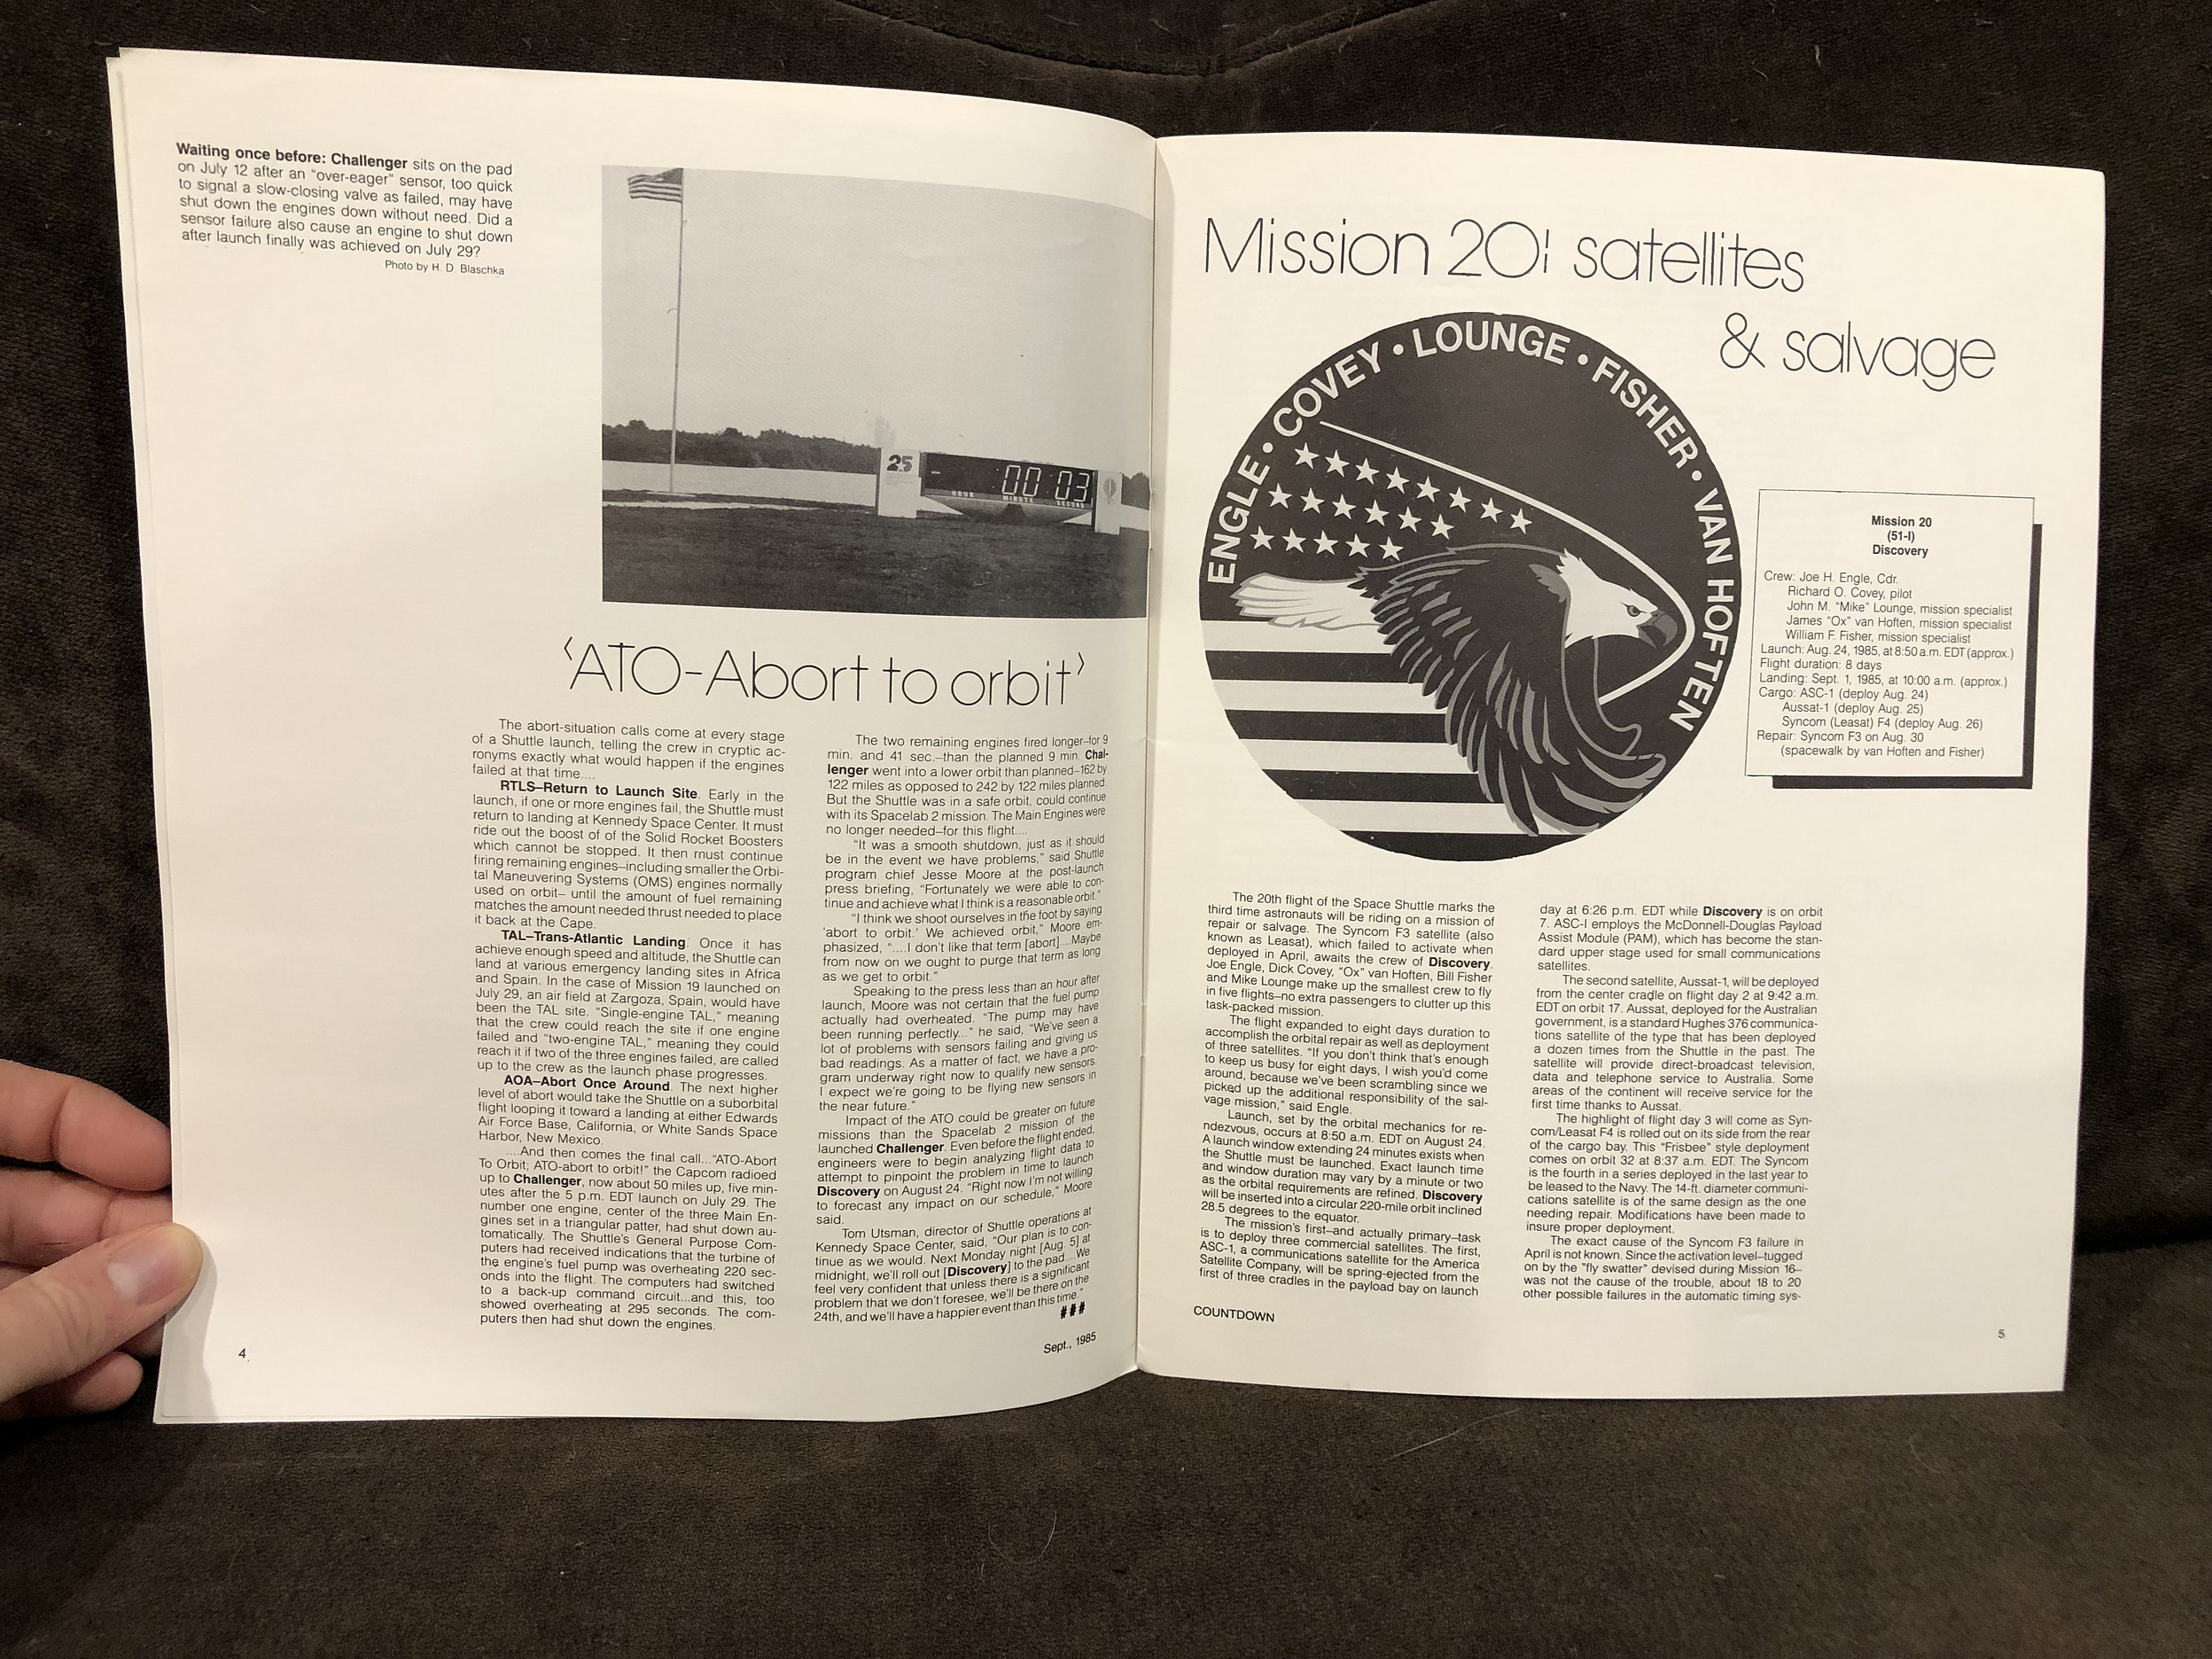 Waiting once before: Challenger sits on the pad
on July 12 after an "over-eager" sensor, too quick
to signal a slow-closing valve as failed, may have
shut down the engines down without need. Did a
sensor failure also cause an engine to shut down
after launch finally was achieved on July 29?
Photo by H. D. Blaschka
25
00 03
HOUR MINUTE SECOND
'ATO-Abort to orbit'
The abort-situation calls come at every stage
of a Shuttle launch, telling the crew in cryptic ac-
ronyms exactly what would happen if the engines
failed at that time....
RTLS–Return to Launch Site. Early in the
launch, if one or more engines fail, the Shuttle must
return to landing at Kennedy Space Center. It must
ride out the boost of of the Solid Rocket Boosters
which cannot be stopped. It then must continue
firing remaining engines–including smaller the Orbi-
tal Maneuvering Systems (OMS) engines normally
used on orbit– until the amount of fuel remaining
matches the amount needed thrust needed to place
it back at the Cape.
TAL–Trans-Atlantic Landing. Once it has
achieve enough speed and altitude, the Shuttle can
land at various emergency landing sites in Africa
and Spain. In the case of Mission 19 launched on
July 29, an air field at Zargoza, Spain, would have
been the TAL site. "Single-engine TAL," meaning
that the crew could reach the site if one engine
failed and "two-engine TAL," meaning they could
reach it if two of the three engines failed, are called
up to the crew as the launch phase progresses.
AOA–Abort Once Around. The next higher
level of abort would take the Shuttle on a suborbital
flight looping it toward a landing at either Edwards
Air Force Base, California, or White Sands Space
Harbor, New Mexico.
....And then comes the final call..."ATO-Abort
To Orbit; ATO-abort to orbit!" the Capcom radioed
up to Challenger, now about 50 miles up, five min-
utes after the 5 p.m. EDT launch on July 29. The
number one engine, center of the three Main En-
gines set in a triangular patter, had shut down au-
tomatically. The Shuttle's General Purpose Com-
puters had received indications that the turbine of
the engine's fuel pump was overheating 220 sec-
onds into the flight. The computers had switched
to a back-up command circuit...and this, too
showed overheating at 295 seconds. The com-
puters then had shut down the engines.
The two remaining engines fired longer–for 9
min. and 41 sec.–than the planned 9 min. Chal-
lenger went into a lower orbit than planned–162 by
122 miles as opposed to 242 by 122 miles planned.
But the Shuttle was in a safe orbit, could continue
with its Spacelab 2 mission. The Main Engines were
no longer needed–for this flight....
"It was a smooth shutdown, just as it should
be in the event we have problems," said Shuttle
program chief Jesse Moore at the post-launch
press briefing, "Fortunately we were able to con-
tinue and achieve what I think is a reasonable orbit."
"I think we shoot ourselves in the foot by saying
'abort to orbit.' We achieved orbit," Moore em-
phasized, "....I don't like that term [abort]....Maybe
from now on we ought to purge that term as long
as we get to orbit."
Speaking to the press less than an hour after
launch, Moore was not certain that the fuel pump
actually had overheated. "The pump may have
been running perfectly..." he said, "We've seen a
lot of problems with sensors failing and giving us
bad readings. As a matter of fact, we have a pro-
gram underway right now to qualify new sensors.
I expect we're going to be flying new sensors in
the near future."
Impact of the ATO could be greater on future
missions than the Spacelab 2 mission of the
launched Challenger. Even before the flight ended,
engineers were to begin analyzing flight data to
attempt to pinpoint the problem in time to launch
Discovery on August 24. "Right now I'm not willing
to forecast any impact on our schedule," Moore
said.
Tom Utsman, director of Shuttle operations at
Kennedy Space Center, said, "Our plan is to con-
tinue as we would. Next Monday night [Aug. 5] at
midnight, we'll roll out [Discovery] to the pad....We
feel very confident that unless there is a significant
problem that we don't foresee, we'll be there on the
24th, and we'll have a happier event than this time."
###
4
Sept., 1985
Mission 20: satellites
& salvage
ENGLE • COVEY • LOUNGE • FISHER • VAN HOFTEN
Mission 20
(51-I)
Discovery
Crew: Joe H. Engle, Cdr.
Richard O. Covey, pilot
John M. "Mike" Lounge, mission specialist
James "Ox" van Hoften, mission specialist
William F. Fisher, mission specialist
Launch: Aug. 24, 1985, at 8:50 a.m. EDT (approx.)
Flight duration: 8 days
Landing: Sept. 1, 1985, at 10:00 a.m. (approx.)
Cargo: ASC-1 (deploy Aug. 24)
Aussat-1 (deploy Aug. 25)
Syncom (Leasat) F4 (deploy Aug. 26)
Repair: Syncom F3 on Aug. 30
(spacewalk by van Hoften and Fisher)
The 20th flight of the Space Shuttle marks the
third time astronauts will be riding on a mission of
repair or salvage. The Syncom F3 satellite (also
known as Leasat), which failed to activate when
deployed in April, awaits the crew of Discovery.
Joe Engle, Dick Covey, "Ox" van Hoften, Bill Fisher
and Mike Lounge make up the smallest crew to fly
in five flights–no extra passengers to clutter up this
task-packed mission.
The flight expanded to eight days duration to
accomplish the orbital repair as well as deployment
of three satellites. "If you don't think that's enough
to keep us busy for eight days, I wish you'd come
around, because we've been scrambling since we
picked up the additional responsibility of the sal-
vage mission," said Engle.
Launch, set by the orbital mechanics for re-
ndezvous, occurs at 8:50 a.m. EDT on August 24.
A launch window extending 24 minutes exists when
the Shuttle must be launched. Exact launch time
and window duration may vary by a minute or two
as the orbital requirements are refined. Discovery
will be inserted into a circular 220-mile orbit inclined
28.5 degrees to the equator.
The mission's first–and actually primary–task
is to deploy three commercial satellites. The first,
ASC-1, a communications satellite for the America
Satellite Company, will be spring-ejected from the
first of three cradles in the payload bay on launch
day at 6:26 p.m. EDT while Discovery is on orbit
7. ASC-I employs the McDonnell-Douglas Payload
Assist Module (PAM), which has become the stan-
dard upper stage used for small communications
satellites.
The second satellite, Aussat-1, will be deployed
from the center cradle on flight day 2 at 9:42 a.m.
EDT on orbit 17. Aussat, deployed for the Australian
government, is a standard Hughes 376 communica-
tions satellite of the type that has been deployed
a dozen times from the Shuttle in the past. The
satellite will provide direct-broadcast television,
data and telephone service to Australia. Some
areas of the continent will receive service for the
first time thanks to Aussat.
The highlight of flight day 3 will come as Syn-
com/Leasat F4 is rolled out on its side from the rear
of the cargo bay. This "Frisbee" style deployment
comes on orbit 32 at 8:37 a.m. EDT. The Syncom
is the fourth in a series deployed in the last year to
be leased to the Navy. The 14-ft. diameter communi-
cations satellite is of the same design as the one
needing repair. Modifications have been made to
insure proper deployment.
The exact cause of the Syncom F3 failure in
April is not known. Since the activation level–tugged
on by the "fly swatter" devised during Mission 16–
was not the cause of the trouble, about 18 to 20
other possible failures in the automatic timing sys-
COUNTDOWN
5